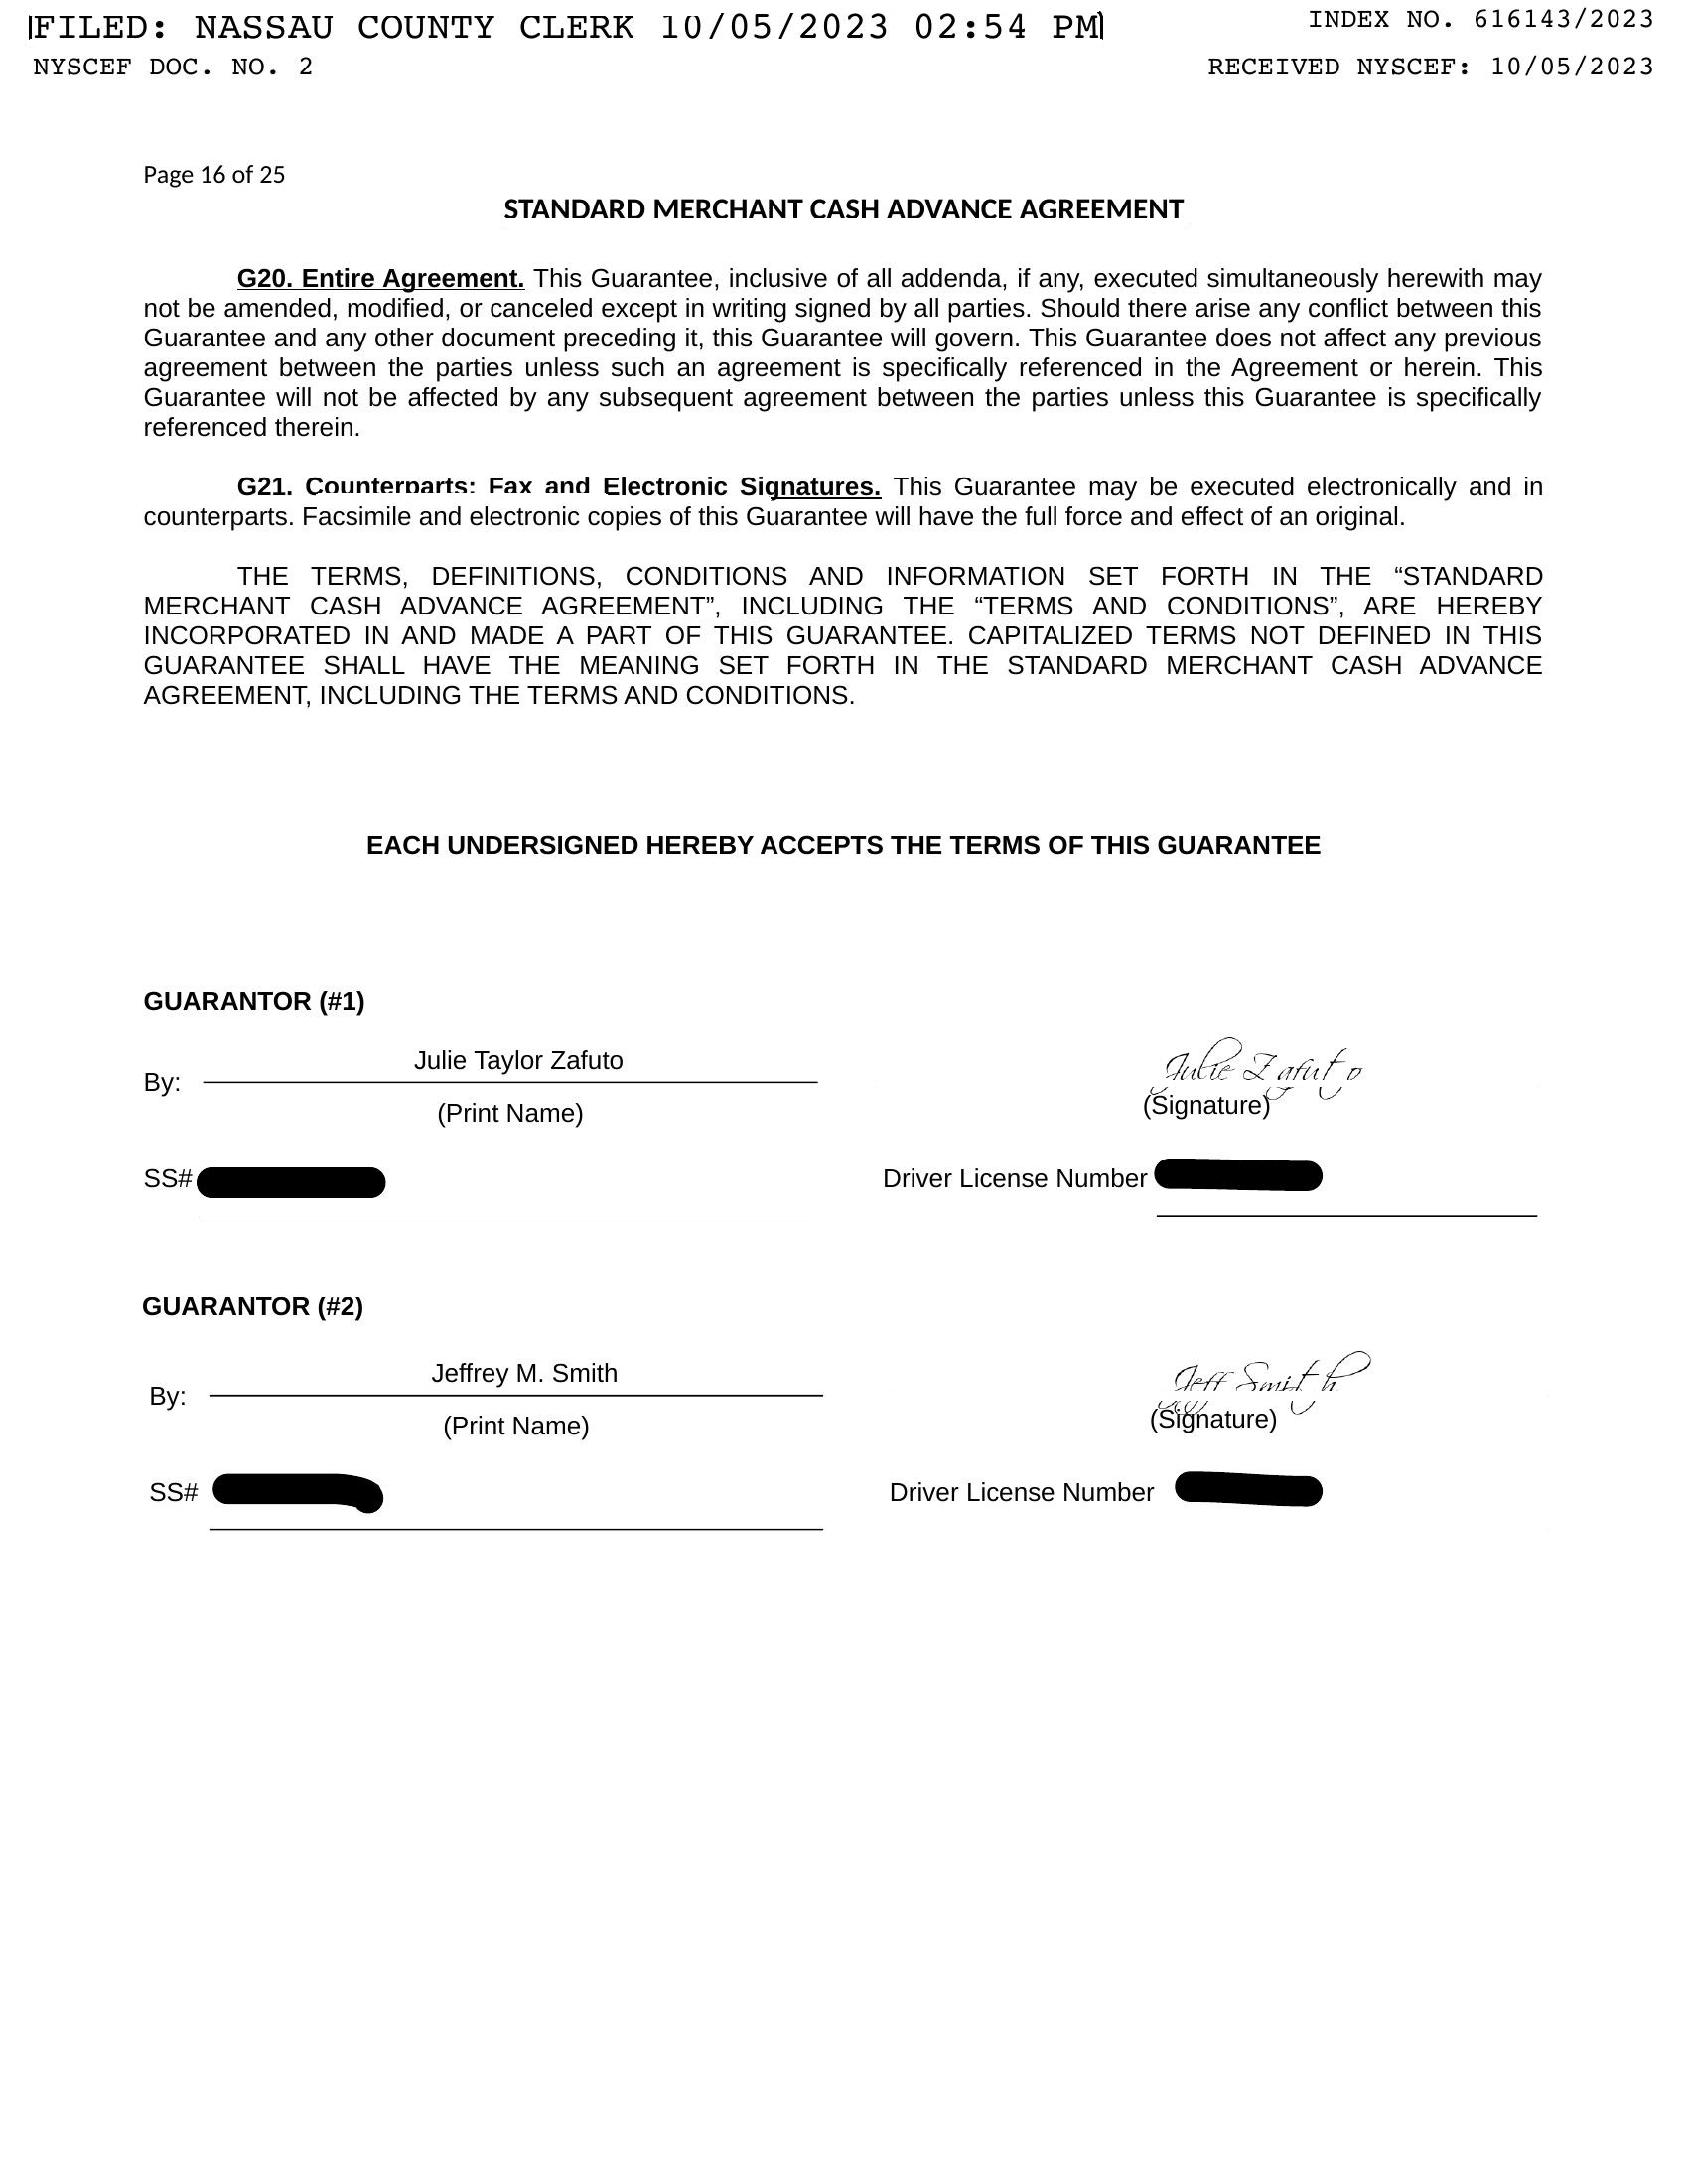 FILED: NASSAU COUNTY CLERK 10/05/2023 02:54 PM
INDEX NO. 616143/2023
NYSCEF DOC. NO. 2
RECEIVED NYSCEF: 10/05/2023
Page 16 of 25
STANDARD MERCHANT CASH ADVANCE AGREEMENT
G20. Entire Agreement. This Guarantee, inclusive of all addenda, if any, executed simultaneously herewith may
not be amended, modified, or canceled except in writing signed by all parties. Should there arise any conflict between this
Guarantee and any other document preceding it, this Guarantee will govern. This Guarantee does not affect any previous
agreement between the parties unless such an agreement is specifically referenced in the Agreement or herein. This
Guarantee will not be affected by any subsequent agreement between the parties unless this Guarantee is specifically
referenced therein.
G21. Counterparts; Fax and Electronic Signatures. This Guarantee may be executed electronically and in
counterparts. Facsimile and electronic copies of this Guarantee will have the full force and effect of an original.
THE TERMS, DEFINITIONS, CONDITIONS AND INFORMATION SET FORTH IN THE “STANDARD
MERCHANT CASH ADVANCE AGREEMENT”, INCLUDING THE “TERMS AND CONDITIONS”, ARE HEREBY
INCORPORATED IN AND MADE A PART OF THIS GUARANTEE. CAPITALIZED TERMS NOT DEFINED IN THIS
GUARANTEE SHALL HAVE THE MEANING SET FORTH IN THE STANDARD MERCHANT CASH ADVANCE
AGREEMENT, INCLUDING THE TERMS AND CONDITIONS.
EACH UNDERSIGNED HEREBY ACCEPTS THE TERMS OF THIS GUARANTEE
GUARANTOR (#1)
By: Julie Taylor Zafuto
Julie Zafuto
(Print Name)
(Signature)
SS#
Driver License Number
GUARANTOR (#2)
By: Jeffrey M. Smith
Jeff Smith
(Print Name)
(Signature)
SS#
Driver License Number